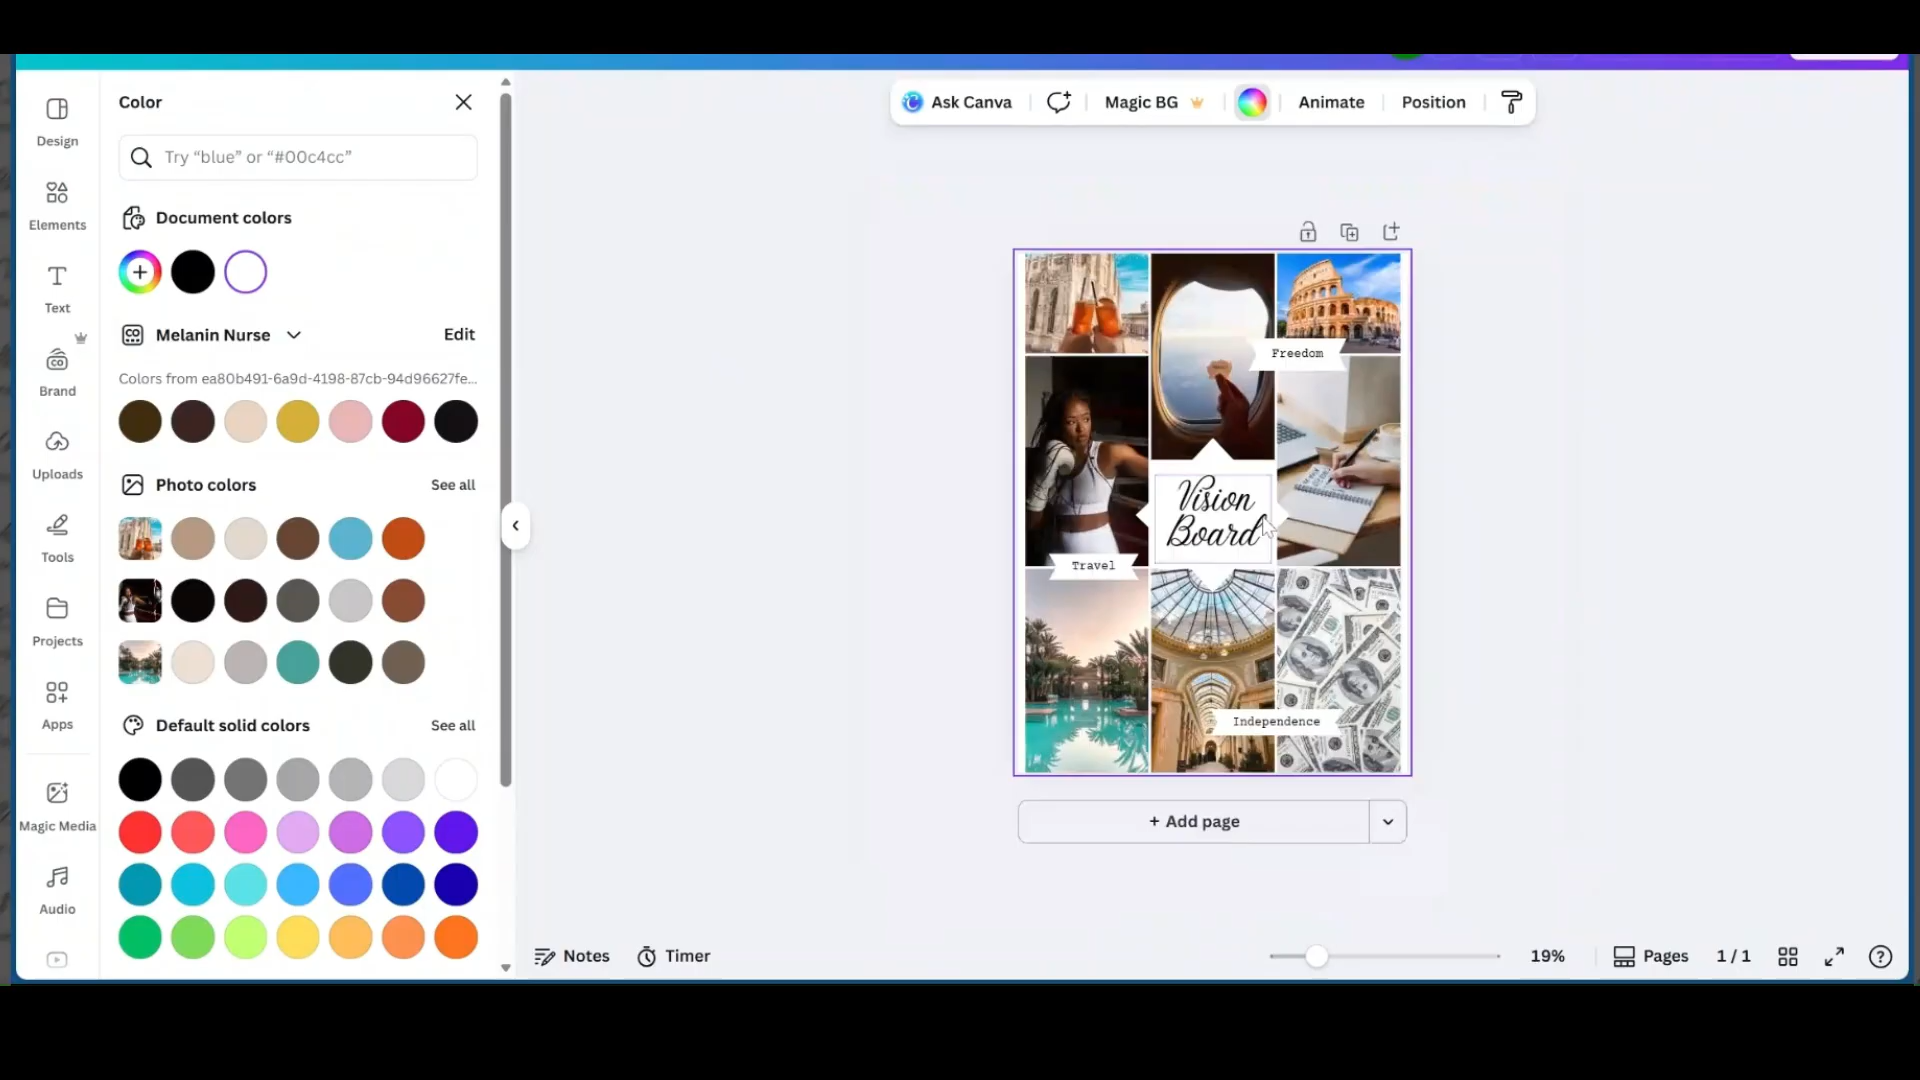 Ask Canva
Magic BG
Animate
Position
Color
Try “blue” or “#00c4cc”
Document colors
Melanin Nurse
Edit
Colors from ea80b491-6a9d-4198-87cb-94d96627fe...
Photo colors
See all
Default solid colors
See all
Design
Elements
Text
Brand
Uploads
Tools
Projects
Apps
Magic Media
Audio
Freedom
Vision
Board
Travel
Independence
+ Add page
Notes
Timer
19%
Pages
1 / 1